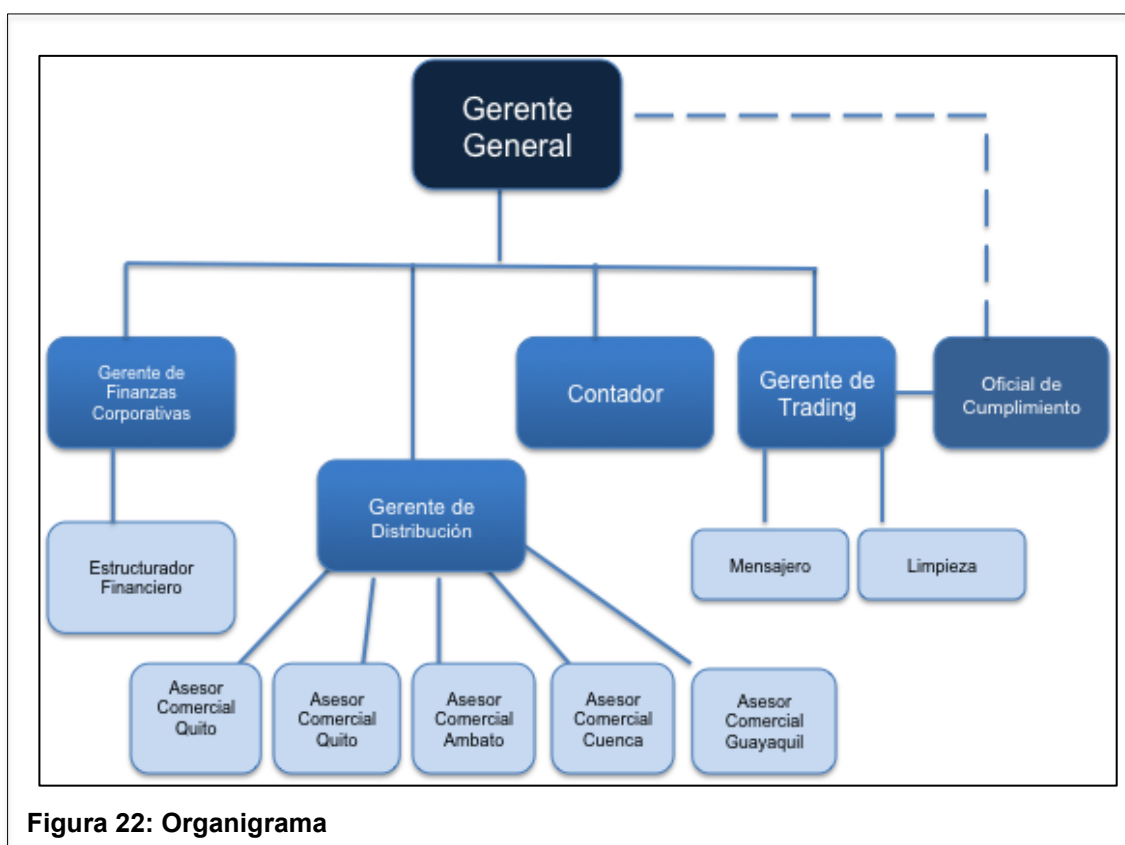 Gerente
General
Gerente de
Finanzas
Corporativas
Contador
Gerente de
Trading
Oficial de
Cumplimiento
Gerente de
Distribución
Estructurador
Financiero
Mensajero
Limpieza
Asesor
Comercial
Quito
Asesor
Comercial
Quito
Asesor
Comercial
Ambato
Asesor
Comercial
Cuenca
Asesor
Comercial
Guayaquil
Figura 22: Organigrama